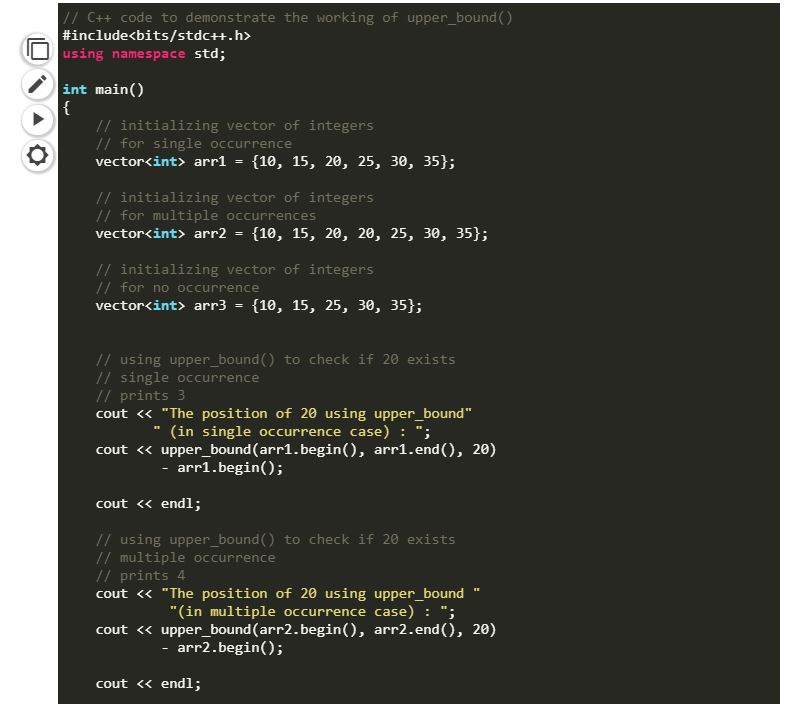 // C++ code to demonstrate the working of upper_bound()
#include<bits/stdc++.h>
using namespace std;
int main()
{
// initializing vector of integers
// for single occurrence
vector<int> arr1 = {10, 15, 20, 25, 30, 35};
// initializing vector of integers
// for multiple occurrences
vector<int> arr2 = {10, 15, 20, 20, 25, 30, 35};
// initializing vector of integers
// for no occurrence
vector<int> arr3 = {10, 15, 25, 30, 35};
// using upper_bound() to check if 20 exists
// single occurrence
// prints 3
cout << "The position of 20 using upper_bound"
" (in single occurrence case) : ";
cout << upper_bound(arr1.begin(), arr1.end(), 20)
- arr1.begin();
cout << endl;
// using upper_bound() to check if 20 exists
// multiple occurrence
// prints 4
cout << "The position of 20 using upper_bound "
"(in multiple occurrence case) : ";
cout << upper_bound(arr2.begin(), arr2.end(), 20)
- arr2.begin();
cout << endl;